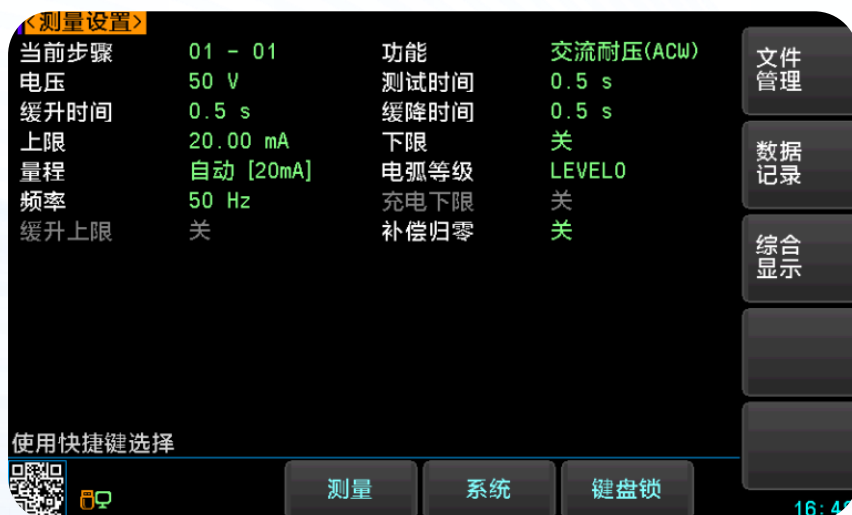 <测量设置>
当前步骤 01 - 01 功能 交流耐压(ACW)
电压 50 V 测试时间 0.5 s
缓升时间 0.5 s 缓降时间 0.5 s
上限 20.00 mA 下限 关
量程 自动 [20mA] 电弧等级 LEVEL0
频率 50 Hz 充电下限 关
缓升上限 关 补偿归零 关
文件
管理
数据
记录
综合
显示
使用快捷键选择
测量 系统 键盘锁